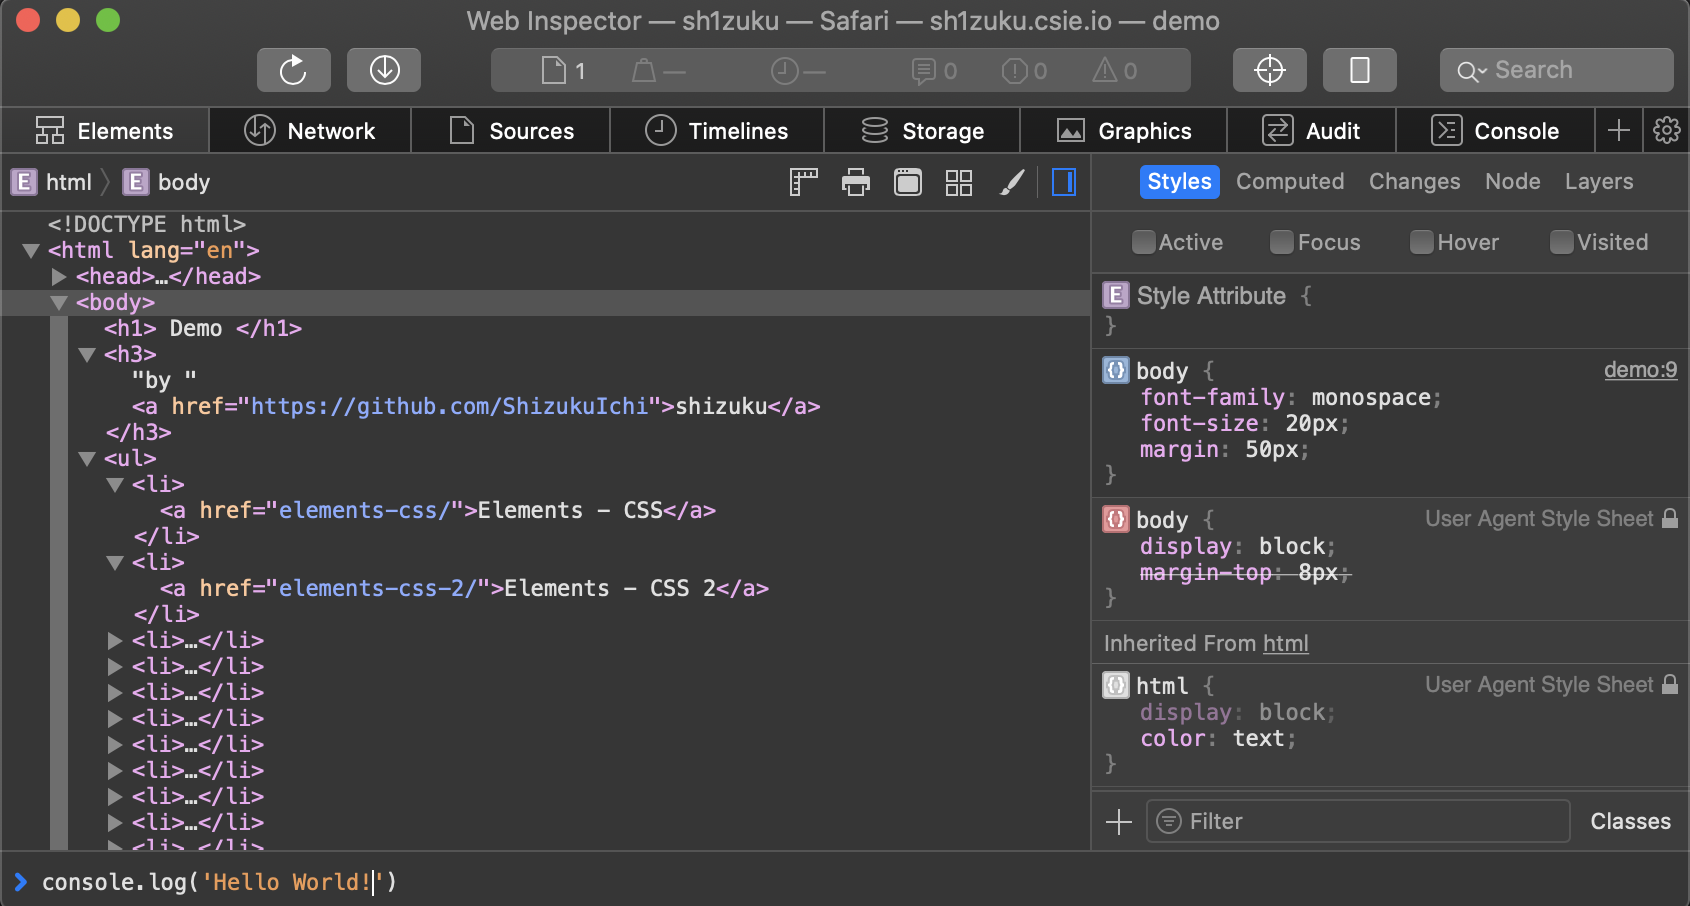 Web Inspector — sh1zuku — Safari — sh1zuku.csie.io — demo
1 — — 0 0 0 Search
Elements Network Sources Timelines Storage Graphics Audit Console
E html E body
Styles Computed Changes Node Layers
<!DOCTYPE html>
<html lang="en">
<head>…</head>
<body>
<h1> Demo </h1>
<h3>
"by "
<a href="https://github.com/ShizukuIchi">shizuku</a>
</h3>
<ul>
<li>
<a href="elements-css/">Elements - CSS</a>
</li>
<li>
<a href="elements-css-2/">Elements - CSS 2</a>
</li>
<li>…</li>
<li>…</li>
<li>…</li>
<li>…</li>
<li>…</li>
<li>…</li>
<li>…</li>
<li>…</li>
<li>…</li>
Active Focus Hover Visited
E Style Attribute {
}
{} body { demo:9
font-family: monospace;
font-size: 20px;
margin: 50px;
}
{} body { User Agent Style Sheet
display: block;
margin-top: 8px;
}
Inherited From html
{} html { User Agent Style Sheet
display: block;
color: text;
}
Filter Classes
console.log('Hello World!')